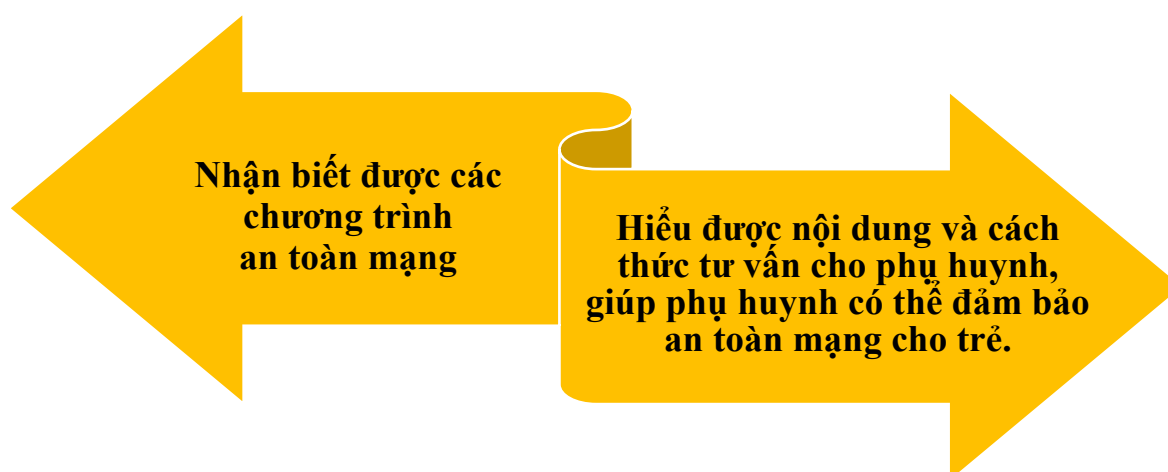 Nhận biết được các
chương trình
an toàn mạng
Hiểu được nội dung và cách
thức tư vấn cho phụ huynh,
giúp phụ huynh có thể đảm bảo
an toàn mạng cho trẻ.